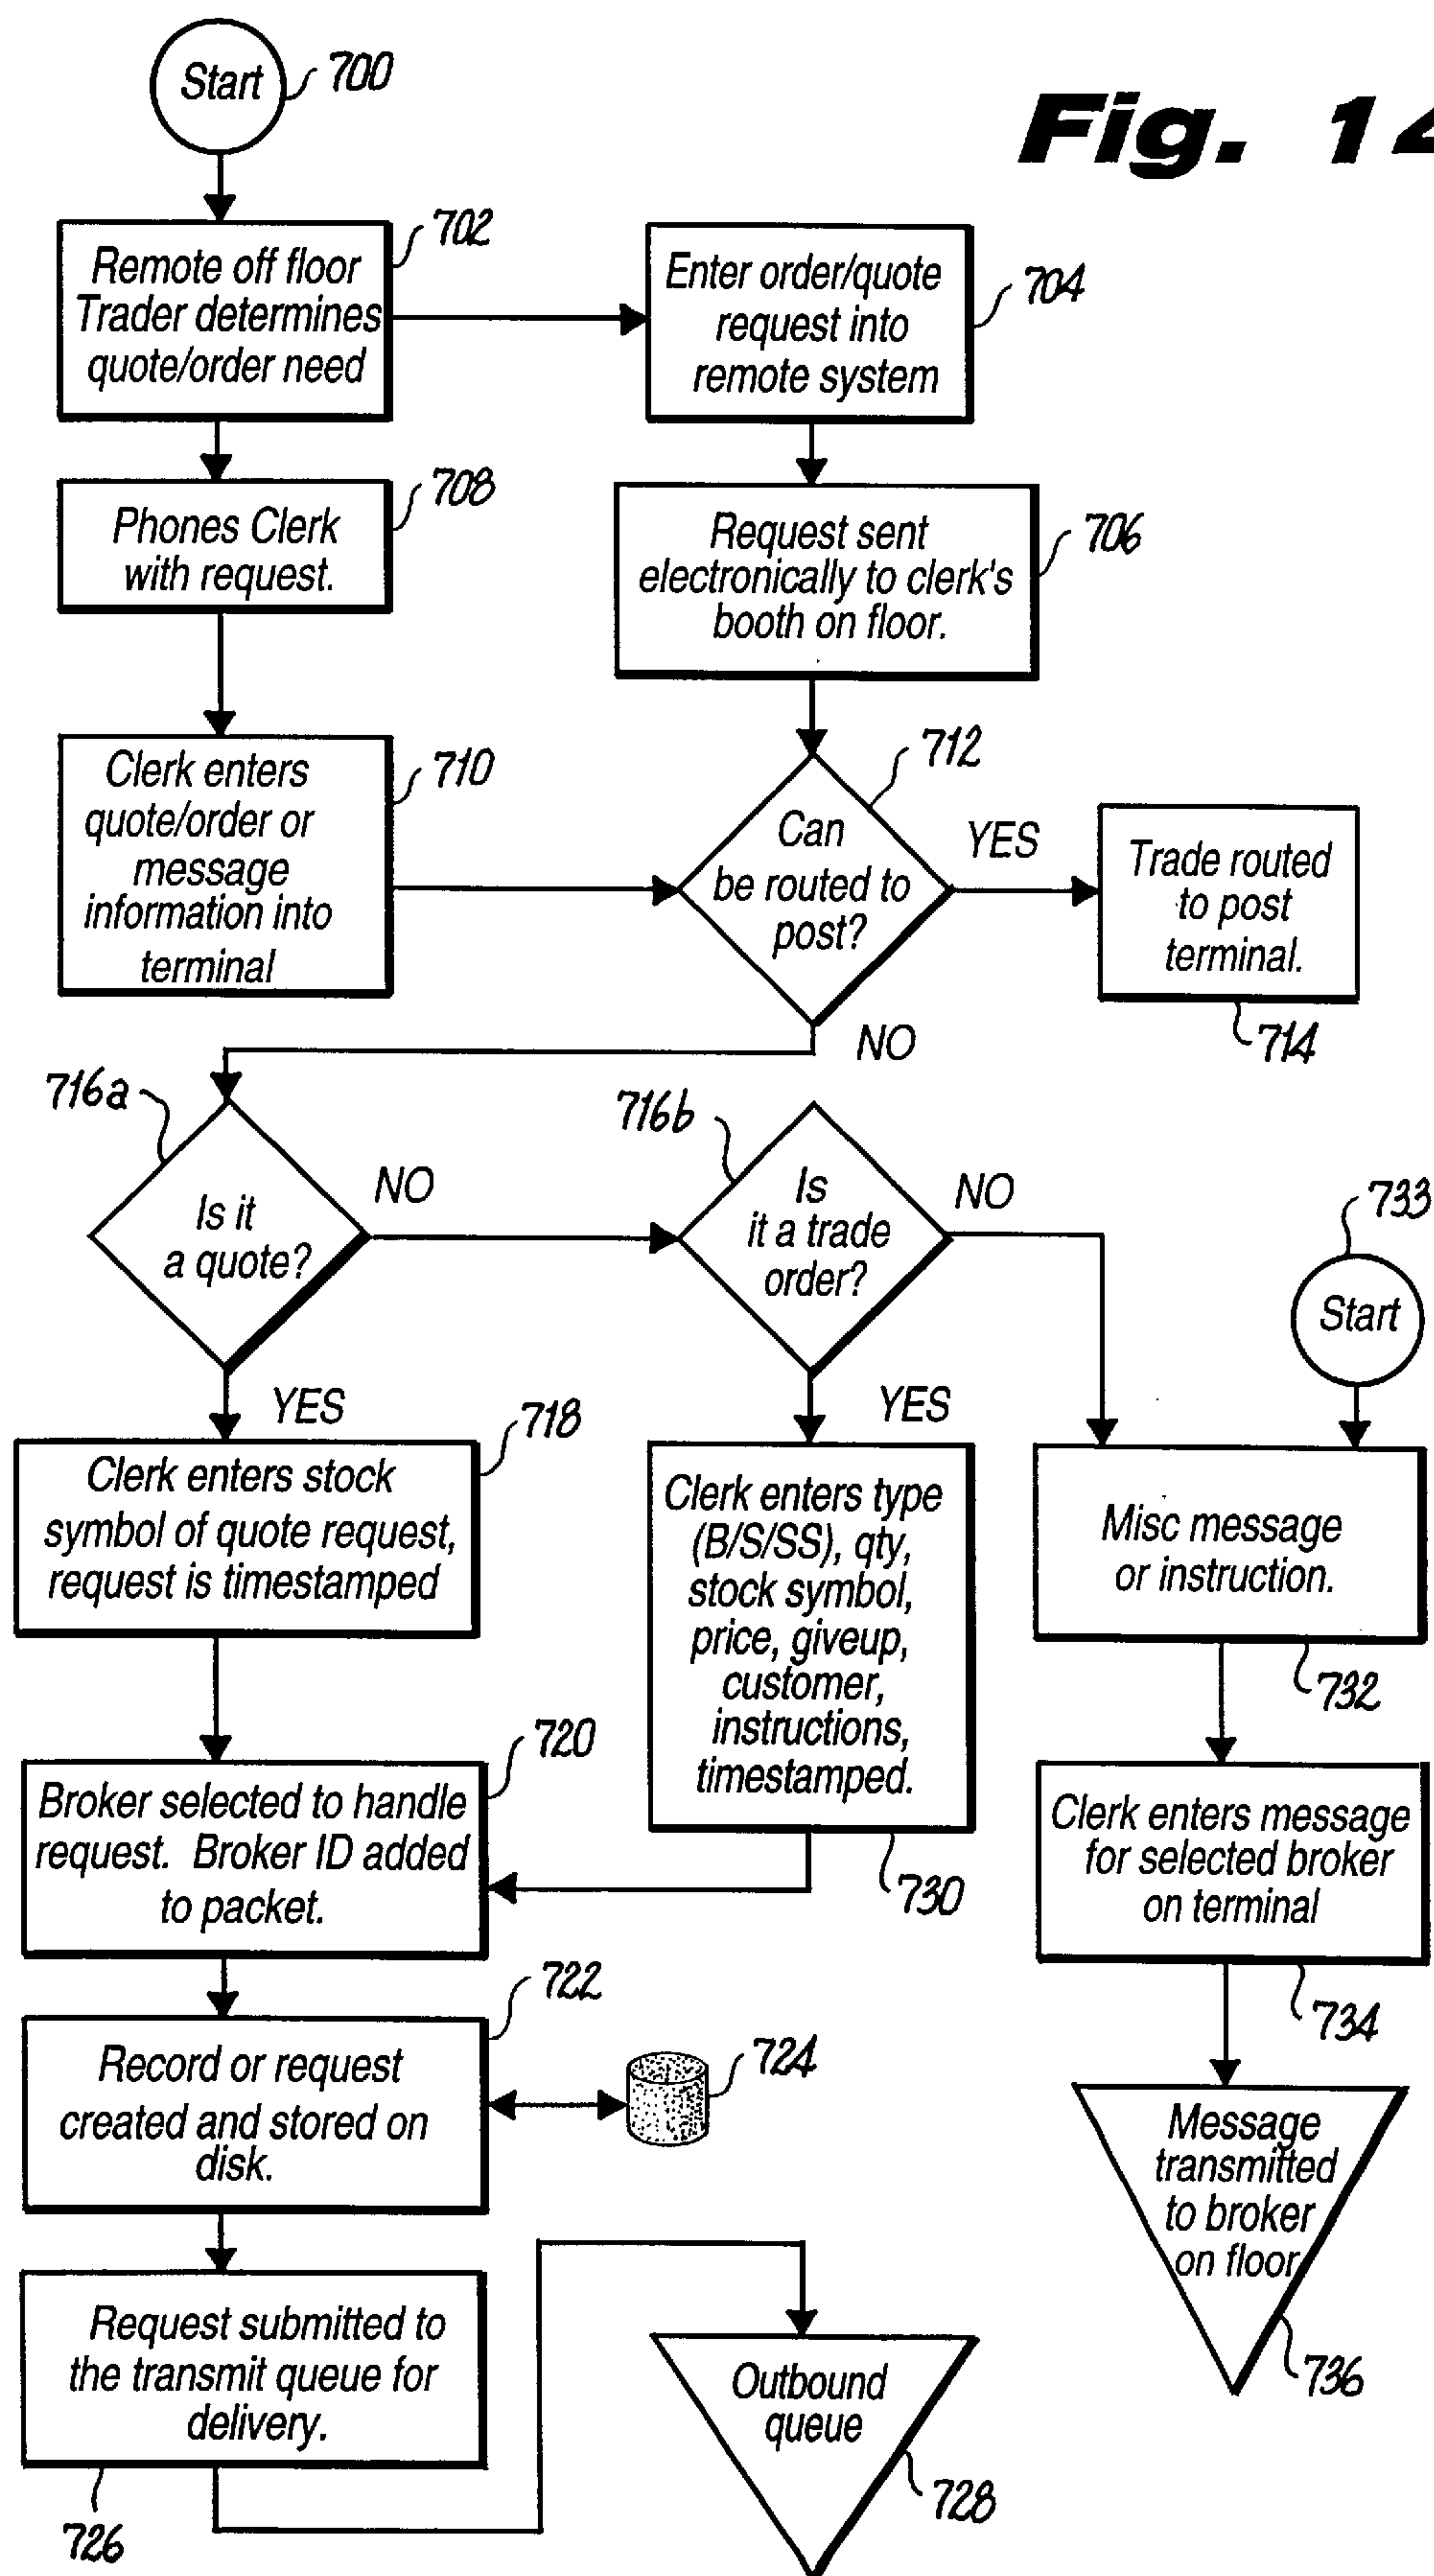 Start
700
Fig. 14
Remote off floor
Trader determines
quote/order need
702
Enter order/quote
request into
remote system
704
Phones Clerk
with request.
708
Request sent
electronically to clerk's
booth on floor.
706
Clerk enters
quote/order or
message
information into
terminal
710
712
Can
be routed to
post?
YES
Trade routed
to post
terminal.
714
NO
716a
Is it
a quote?
NO
716b
Is
it a trade
order?
NO
733
Start
YES
718
Clerk enters stock
symbol of quote request,
request is timestamped
YES
Clerk enters type
(B/S/SS), qty,
stock symbol,
price, giveup,
customer,
instructions,
timestamped.
730
Misc message
or instruction.
732
720
Broker selected to handle
request. Broker ID added
to packet.
Clerk enters message
for selected broker
on terminal
734
722
Record or request
created and stored on
disk.
724
Message
transmitted
to broker
on floor
736
Request submitted to
the transmit queue for
delivery.
726
Outbound
queue
728